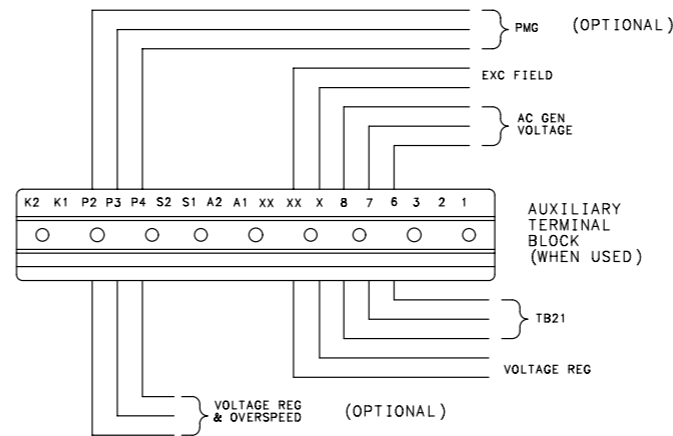 PMG (OPTIONAL)
EXC FIELD
AC GEN
VOLTAGE
K2 K1 P2 P3 P4 S2 S1 A2 A1 XX XX X 8 7 6 3 2 1
AUXILIARY
TERMINAL
BLOCK
(WHEN USED)
TB21
VOLTAGE REG
VOLTAGE REG
& OVERSPEED
(OPTIONAL)